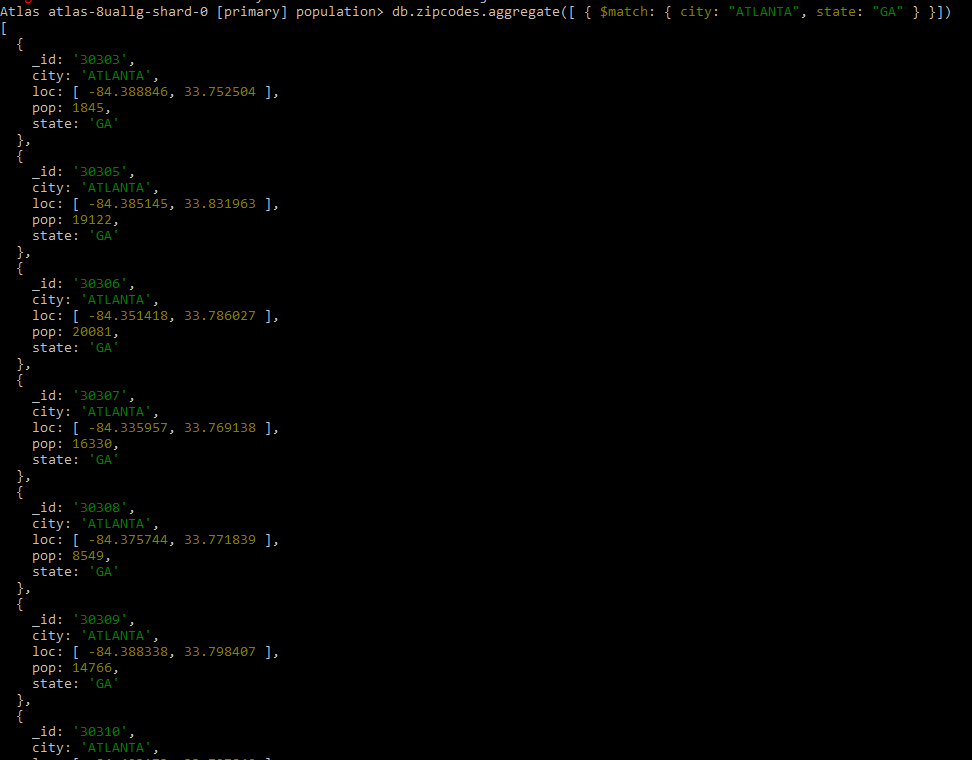 Atlas atlas-8uallg-shard-0 [primary] population> db.zipcodes.aggregate([ { $match: { city: "ATLANTA", state: "GA" } }])
[
  {
    _id: '30303',
    city: 'ATLANTA',
    loc: [ -84.388846, 33.752504 ],
    pop: 1845,
    state: 'GA'
  },
  {
    _id: '30305',
    city: 'ATLANTA',
    loc: [ -84.385145, 33.831963 ],
    pop: 19122,
    state: 'GA'
  },
  {
    _id: '30306',
    city: 'ATLANTA',
    loc: [ -84.351418, 33.786027 ],
    pop: 20081,
    state: 'GA'
  },
  {
    _id: '30307',
    city: 'ATLANTA',
    loc: [ -84.335957, 33.769138 ],
    pop: 16330,
    state: 'GA'
  },
  {
    _id: '30308',
    city: 'ATLANTA',
    loc: [ -84.375744, 33.771839 ],
    pop: 8549,
    state: 'GA'
  },
  {
    _id: '30309',
    city: 'ATLANTA',
    loc: [ -84.388338, 33.798407 ],
    pop: 14766,
    state: 'GA'
  },
  {
    _id: '30310',
    city: 'ATLANTA',